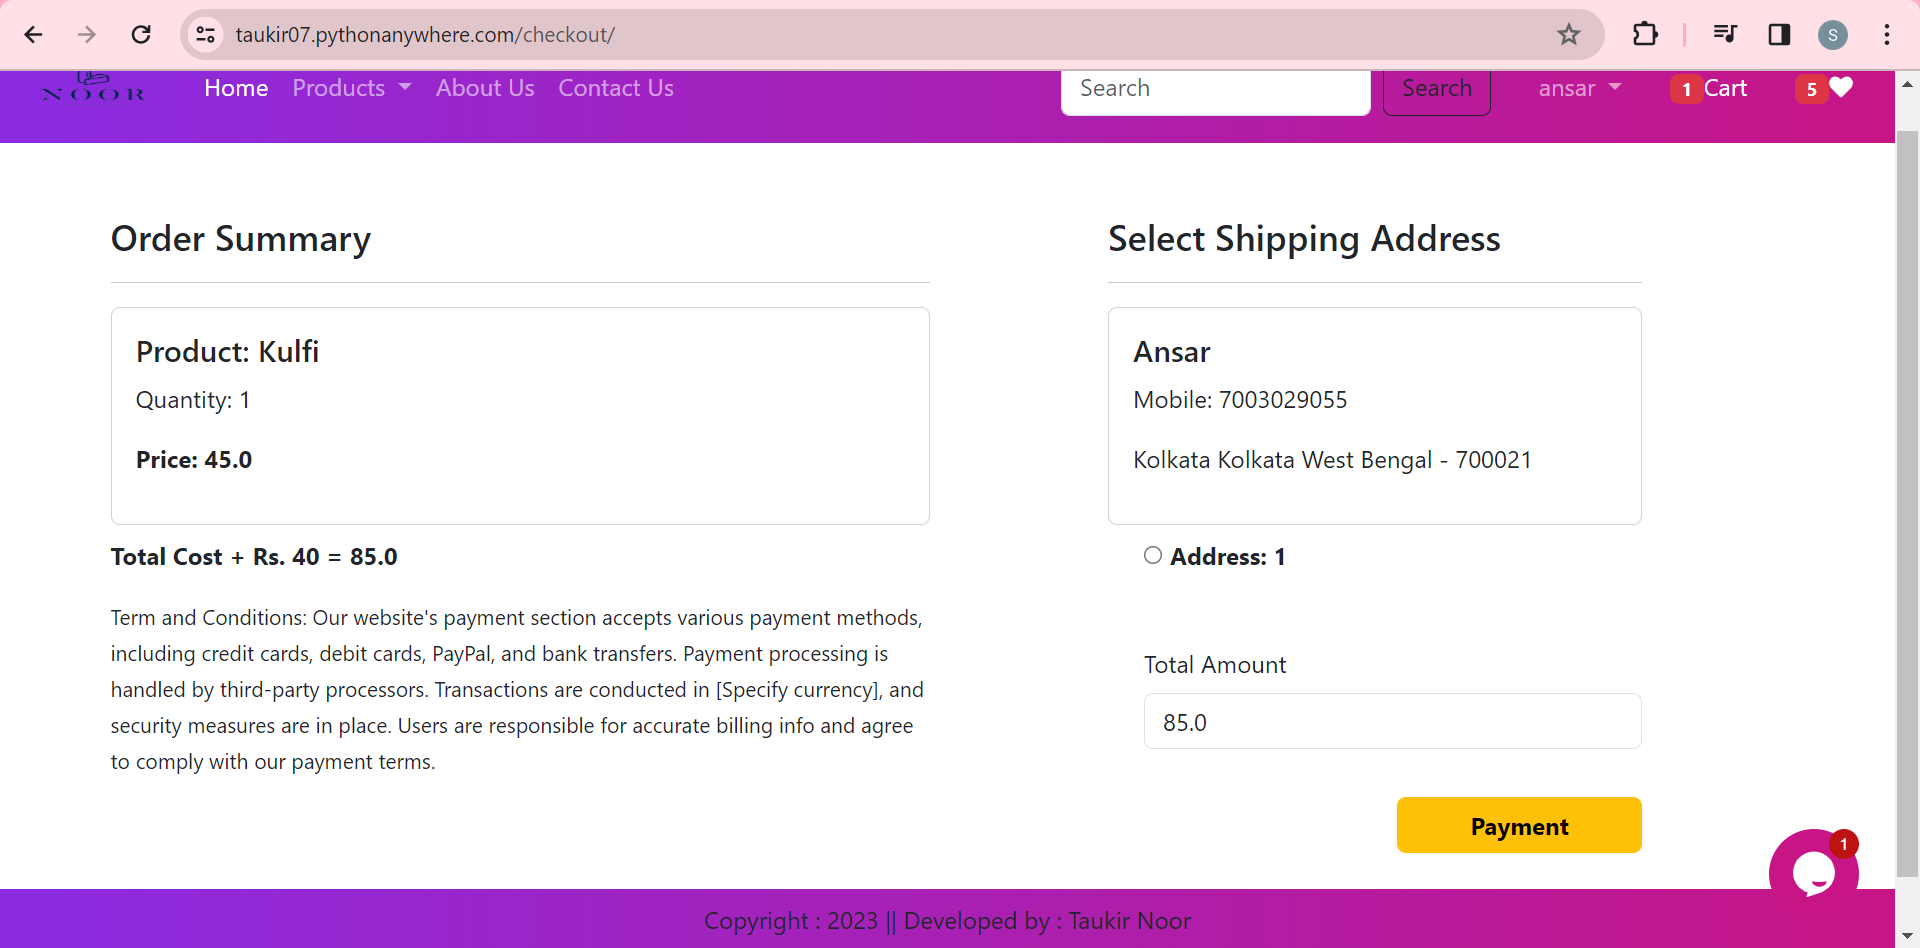 taukir07.pythonanywhere.com/checkout/
S
NOOR
Home Products About Us Contact Us Search Search ansar 1 Cart 5
Order Summary
Product: Kulfi
Quantity: 1
Price: 45.0
Total Cost + Rs. 40 = 85.0
Term and Conditions: Our website's payment section accepts various payment methods,
including credit cards, debit cards, PayPal, and bank transfers. Payment processing is
handled by third-party processors. Transactions are conducted in [Specify currency], and
security measures are in place. Users are responsible for accurate billing info and agree
to comply with our payment terms.
Select Shipping Address
Ansar
Mobile: 7003029055
Kolkata Kolkata West Bengal - 700021
Address: 1
Total Amount
85.0
Payment
1
Copyright : 2023 || Developed by : Taukir Noor